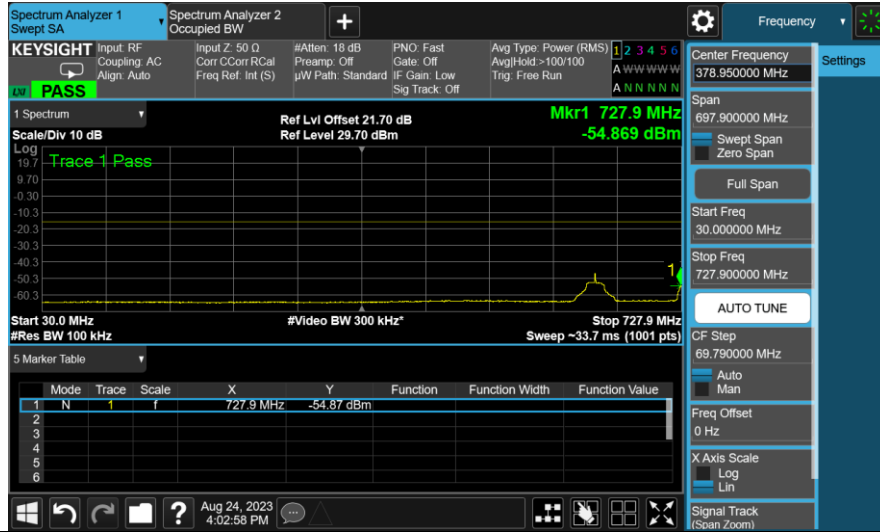 Spectrum Analyzer 1
Swept SA
Spectrum Analyzer 2
Occupied BW
+
Frequency
KEYSIGHT
Input: RF
Coupling: AC
Align: Auto
Input Z: 50 Ω
Corr CCorr RCal
Freq Ref: Int (S)
#Atten: 18 dB
Preamp: Off
µW Path: Standard
PNO: Fast
Gate: Off
IF Gain: Low
Sig Track: Off
Avg Type: Power (RMS)
Avg|Hold:>100/100
Trig: Free Run
1 2 3 4 5 6
A W W W W W
A N N N N N
LXI
PASS
1 Spectrum
Scale/Div 10 dB
Ref Lvl Offset 21.70 dB
Ref Level 29.70 dBm
Mkr1 727.9 MHz
-54.869 dBm
Log
Trace 1 Pass
19.7
9.70
-0.30
-10.3
-20.3
-30.3
-40.3
-50.3
-60.3
1
Start 30.0 MHz
#Video BW 300 kHz*
Stop 727.9 MHz
#Res BW 100 kHz
Sweep ~33.7 ms (1001 pts)
5 Marker Table
Mode Trace Scale X Y Function Function Width Function Value
1 N 1 f 727.9 MHz -54.87 dBm
2
3
4
5
6
?
Aug 24, 2023
4:02:58 PM
Center Frequency
378.950000 MHz
Settings
Span
697.900000 MHz
Swept Span
Zero Span
Full Span
Start Freq
30.000000 MHz
Stop Freq
727.900000 MHz
AUTO TUNE
CF Step
69.790000 MHz
Auto
Man
Freq Offset
0 Hz
X Axis Scale
Log
Lin
Signal Track
(Span Zoom)